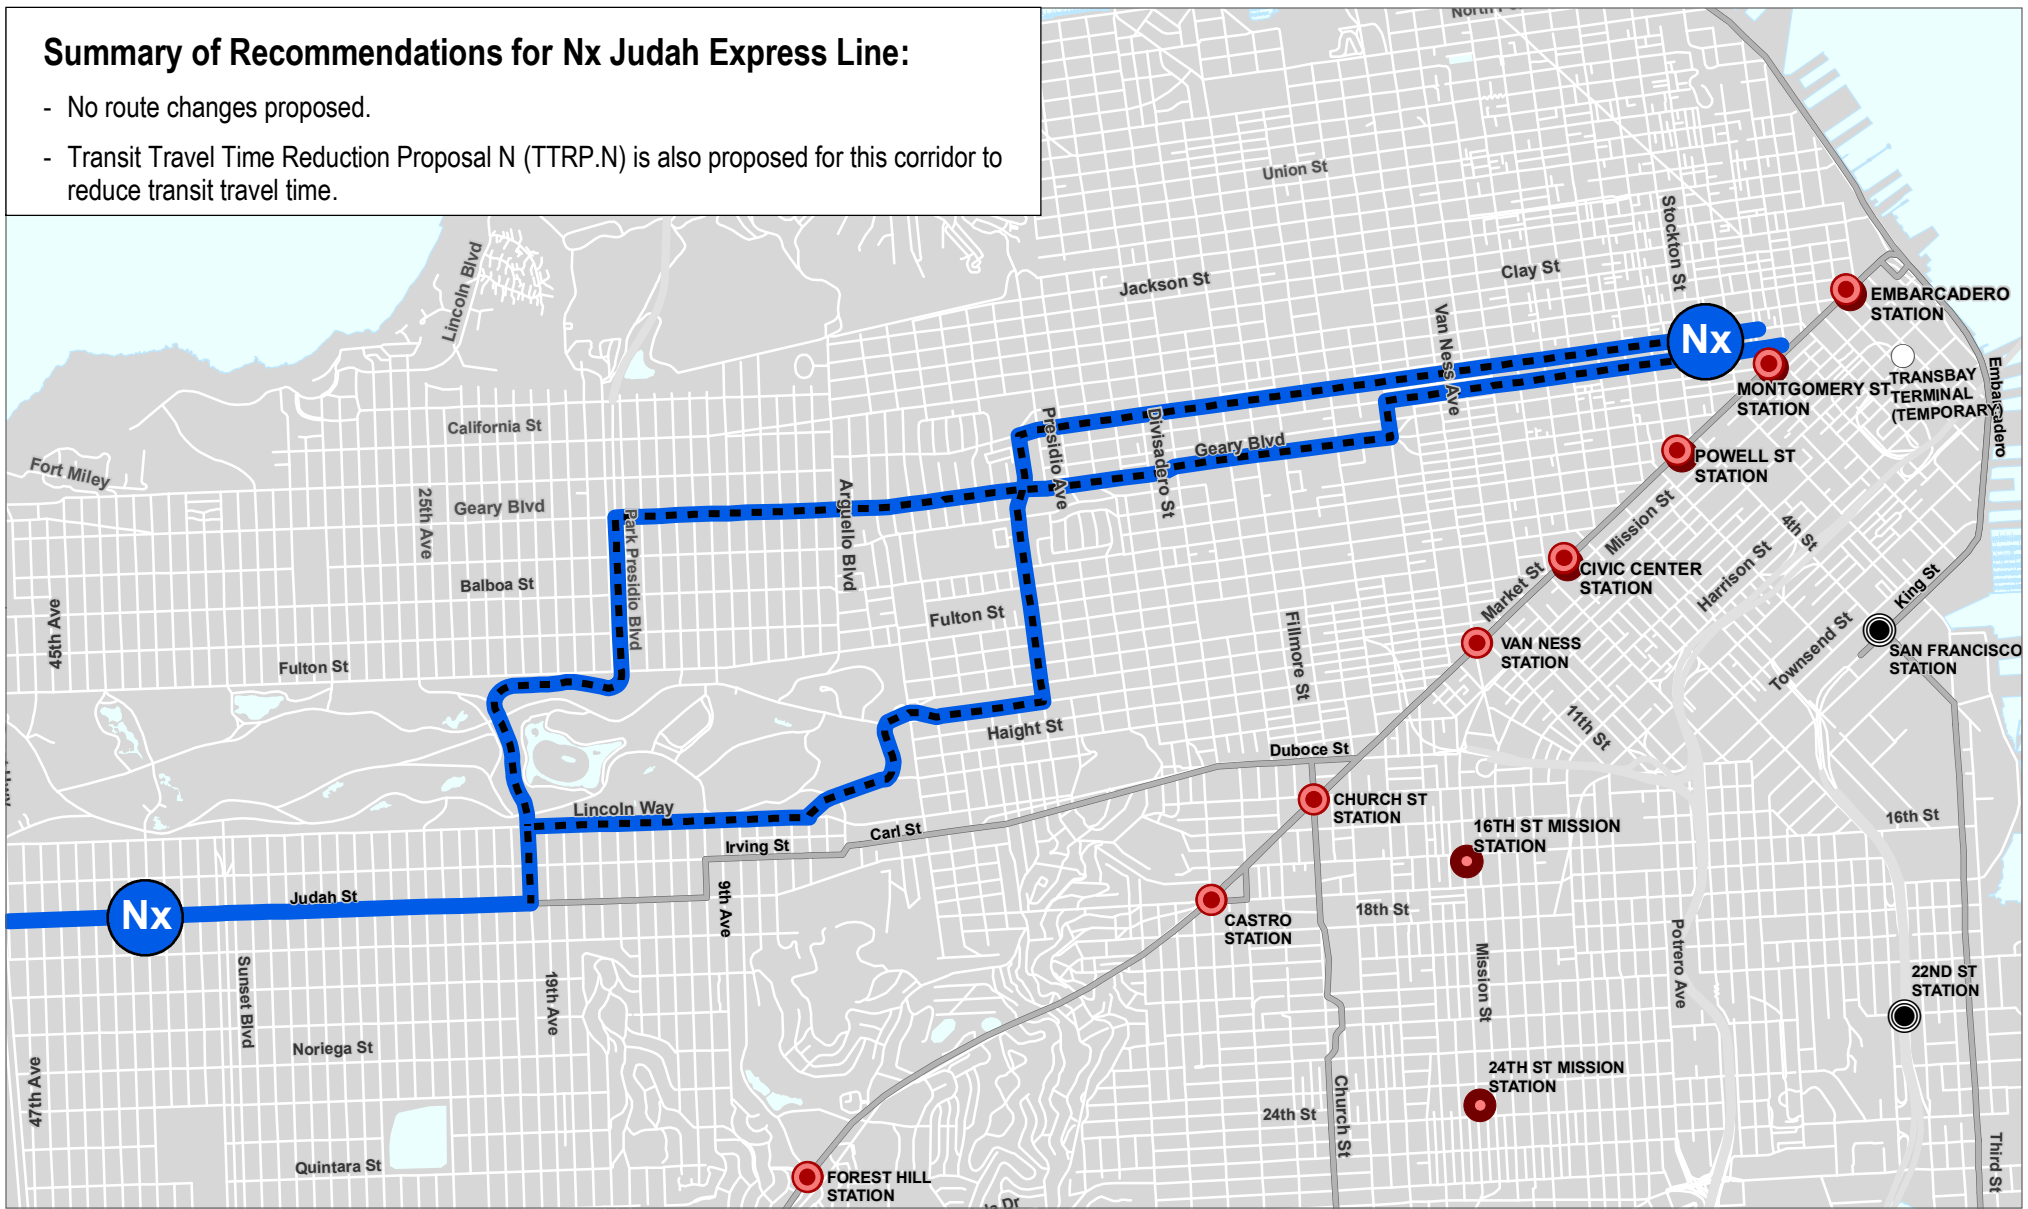 Summary of Recommendations for Nx Judah Express Line:
- No route changes proposed.
- Transit Travel Time Reduction Proposal N (TTRP.N) is also proposed for this corridor to
reduce transit travel time.
Union St
Stockton St
Lincoln Blvd
Jackson St
Clay St
Van Ness Ave
EMBARCADERO
STATION
Nx
MONTGOMERY ST
STATION
TRANSBAY
TERMINAL
(TEMPORARY)
Embarcadero
California St
Presidio Ave
Divisadero St
Geary Blvd
POWELL ST
STATION
Fort Miley
25th Ave
Geary Blvd
Park Presidio Blvd
Arguello Blvd
Mission St
4th St
Balboa St
Market St
CIVIC CENTER
STATION
Harrison St
King St
45th Ave
Fulton St
Fulton St
Fillmore St
VAN NESS
STATION
Townsend St
SAN FRANCISCO
STATION
Haight St
11th St
Duboce St
Lincoln Way
Carl St
Irving St
CHURCH ST
STATION
16TH ST MISSION
STATION
16th St
Nx
Judah St
9th Ave
CASTRO
STATION
18th St
Mission St
Potrero Ave
Sunset Blvd
19th Ave
22ND ST
STATION
Noriega St
47th Ave
24TH ST MISSION
STATION
24th St
Church St
Third St
Quintara St
FOREST HILL
STATION
Dr